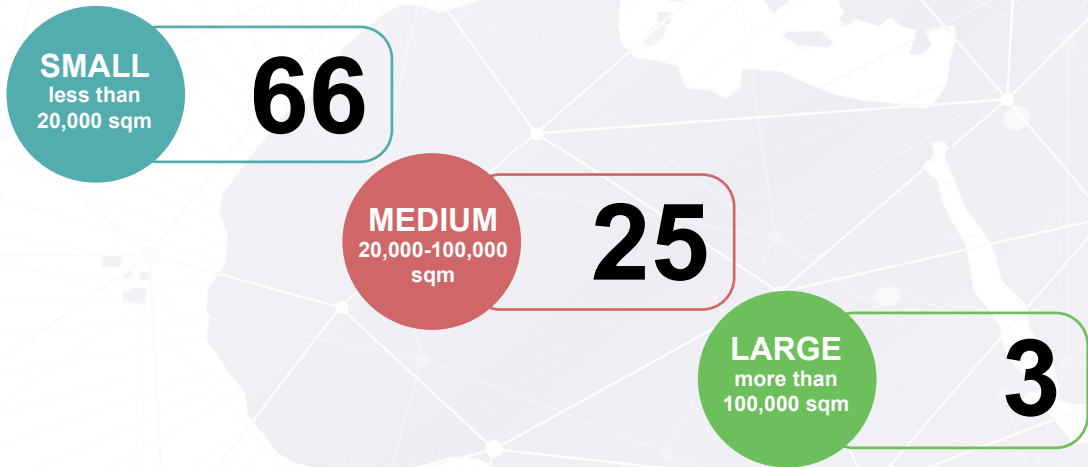 SMALL
less than
20,000 sqm
66
MEDIUM
20,000-100,000
sqm
25
LARGE
more than
100,000 sqm
3